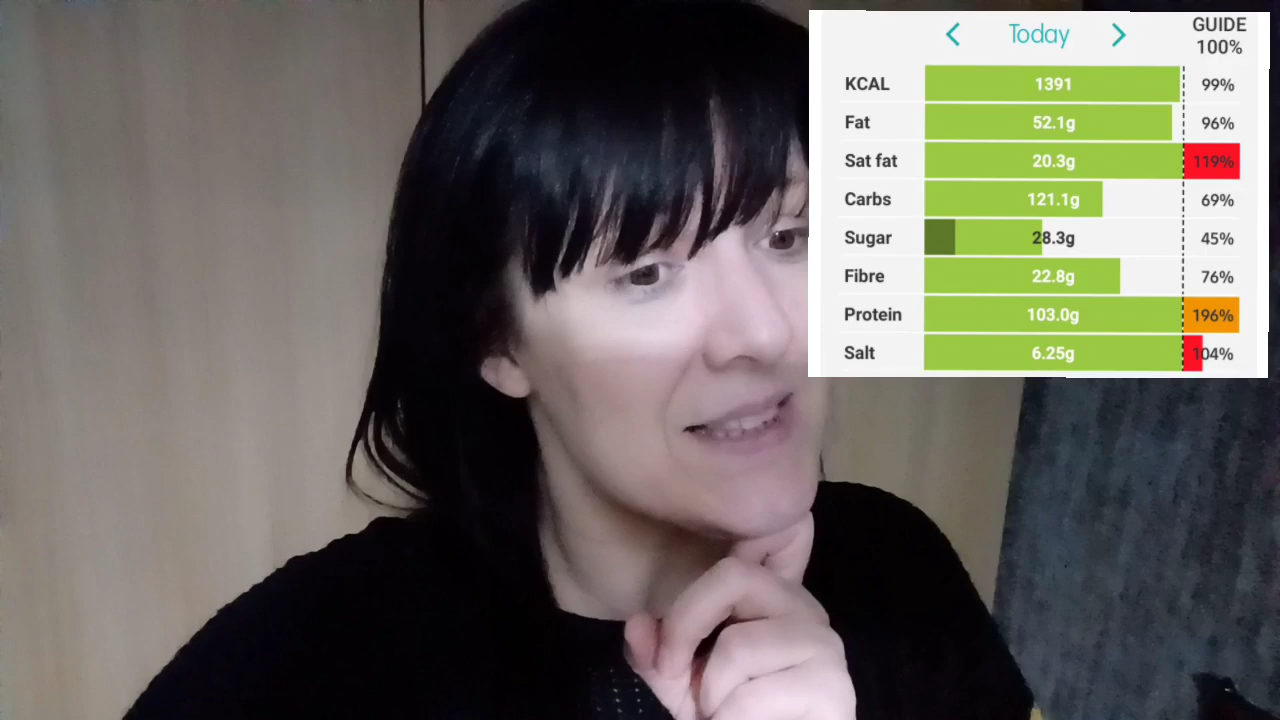 < Today >
GUIDE
100%
KCAL 1391 99%
Fat 52.1g 96%
Sat fat 20.3g 119%
Carbs 121.1g 69%
Sugar 28.3g 45%
Fibre 22.8g 76%
Protein 103.0g 196%
Salt 6.25g 104%